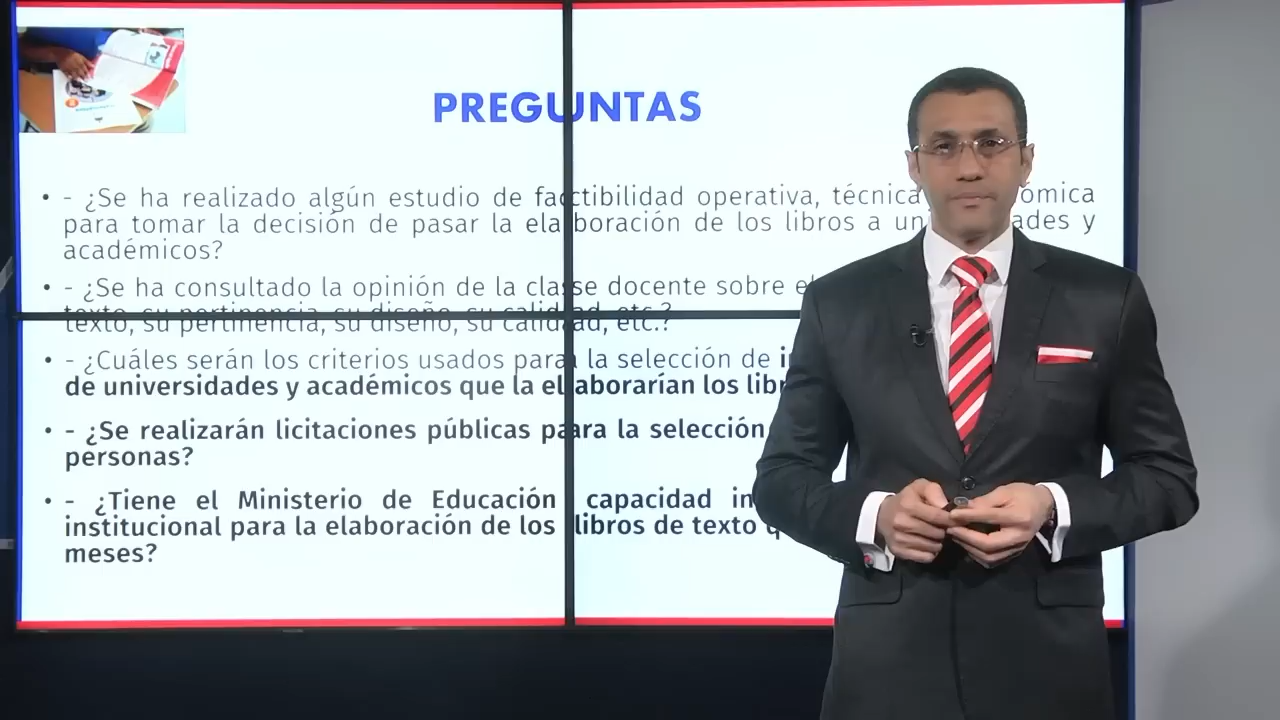 PREGUNTAS
• - ¿Se ha realizado algún estudio de factibilidad operativa, técnica ómica
para tomar la decisión de pasar la elaboración de los libros a un ades y
académicos?
• - ¿Se ha consultado la opinión de la clase docente sobre el
texto, su pertinencia, su diseño, su calidad, etc.?
• - ¿Cuáles serán los criterios usados para la selección de
de universidades y académicos que la elaborarían los
• - ¿Se realizarán licitaciones públicas para la selección
personas?
• - ¿Tiene el Ministerio de Educación capacidad
institucional para la elaboración de los libros de texto
meses?